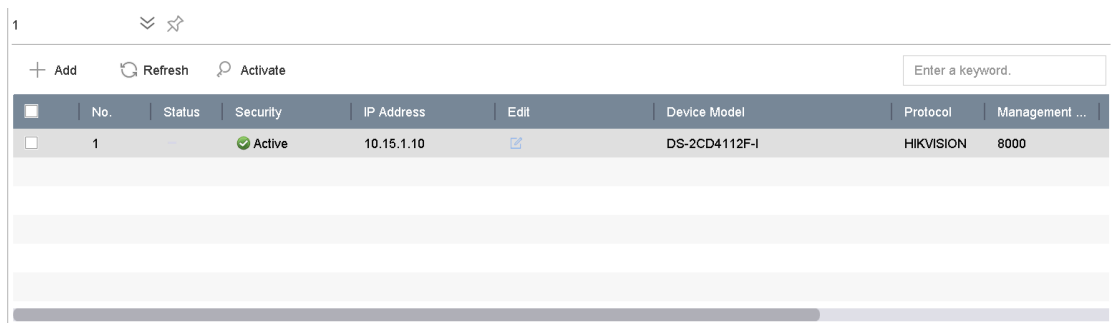 1
Add Refresh Activate Enter a keyword.
No. Status Security IP Address Edit Device Model Protocol Management ...
1 Active 10.15.1.10 DS-2CD4112F-I HIKVISION 8000